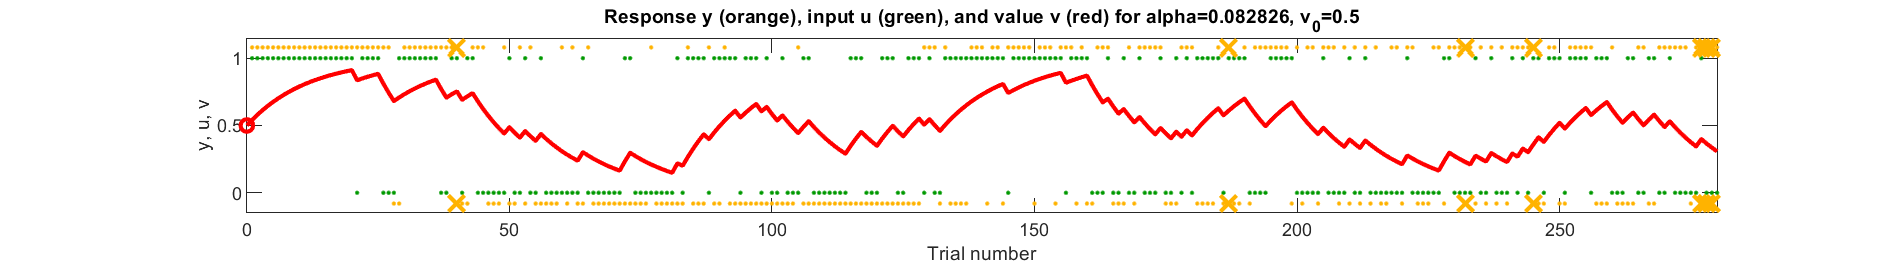 Response y (orange), input u (green), and value v (red) for alpha=0.082826, v_0=0.5
y, u, v
1
0.5
0
0 50 100 150 200 250
Trial number